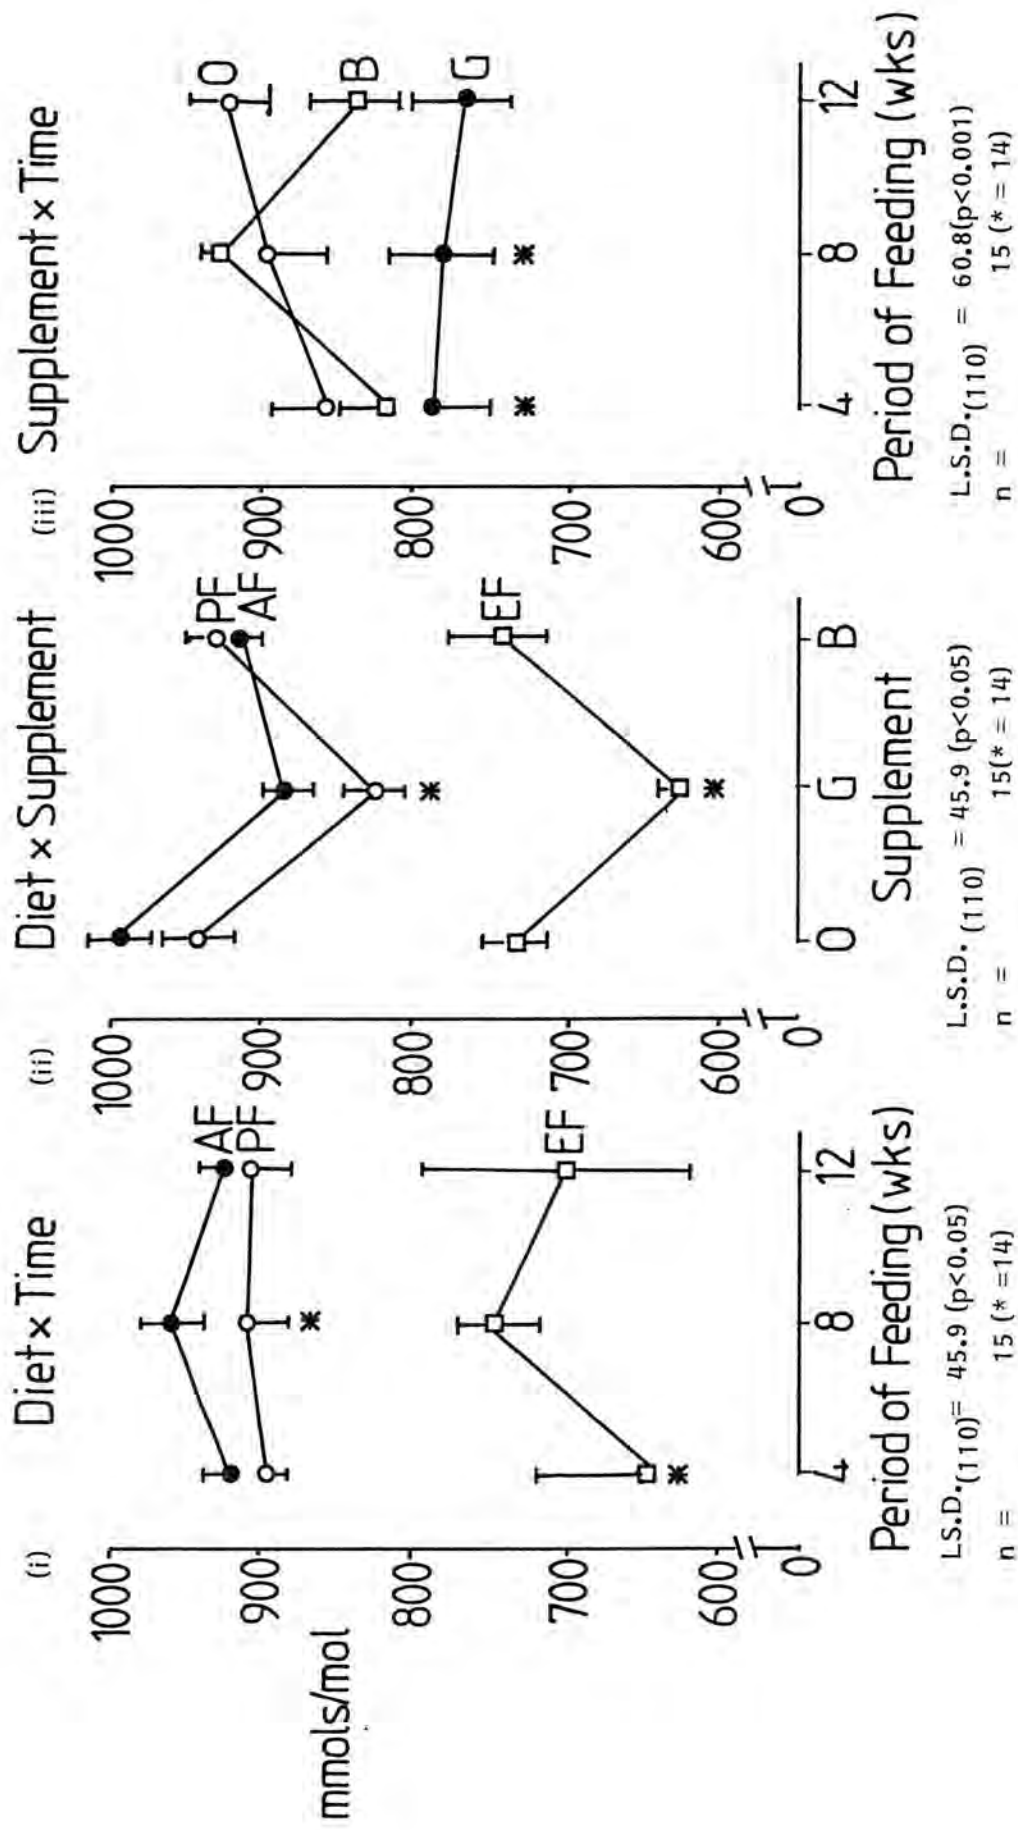 (i) Diet × Time
mmols/mol
1000
900
800
700
600
0
AF
PF
EF
*
*
4 8 12
Period of Feeding (wks)
L.S.D.(110)= 45.9 (p<0.05)
n = 15 (* =14)
(ii) Diet × Supplement
1000
900
800
700
600
0
PF
AF
EF
*
*
O G B
Supplement
L.S.D. (110) = 45.9 (p<0.05)
n = 15(* = 14)
(iii) Supplement × Time
1000
900
800
700
600
0
O
B
G
*
*
4 8 12
Period of Feeding (wks)
L.S.D.(110) = 60.8(p<0.001)
n = 15 (* = 14)